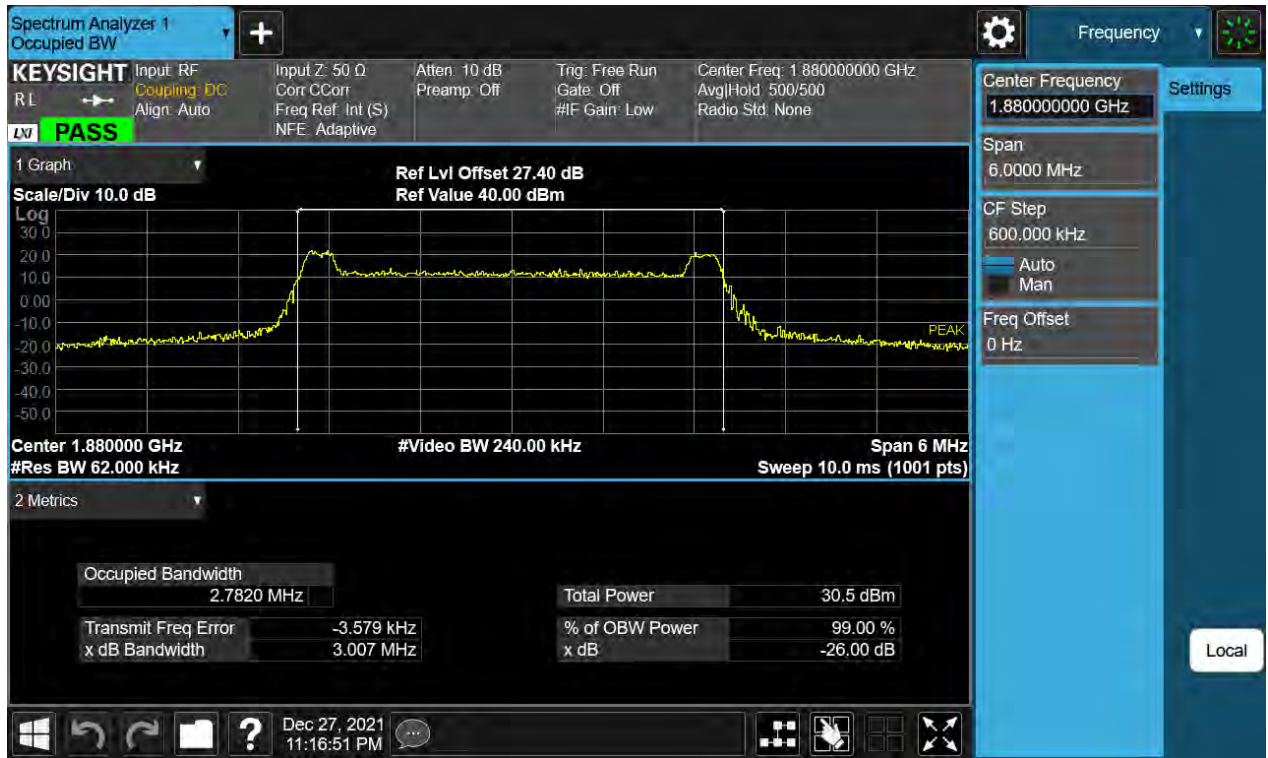 Spectrum Analyzer 1
Occupied BW
+
Frequency
KEYSIGHT
RL
LXI
PASS
Input: RF
Coupling: DC
Align: Auto
Input Z: 50 Ω
Corr CCorr
Freq Ref: Int (S)
NFE: Adaptive
Atten: 10 dB
Preamp: Off
Trig: Free Run
Gate: Off
#IF Gain: Low
Center Freq: 1.880000000 GHz
Avg|Hold: 500/500
Radio Std: None
Center Frequency
1.880000000 GHz
Settings
Span
6.0000 MHz
CF Step
600.000 kHz
Auto
Man
Freq Offset
0 Hz
Local
1 Graph
Scale/Div 10.0 dB
Ref Lvl Offset 27.40 dB
Ref Value 40.00 dBm
Log
30.0
20.0
10.0
0.00
-10.0
-20.0
-30.0
-40.0
-50.0
PEAK
Center 1.880000 GHz
#Video BW 240.00 kHz
Span 6 MHz
#Res BW 62.000 kHz
Sweep 10.0 ms (1001 pts)
2 Metrics
Occupied Bandwidth
2.7820 MHz
Total Power 30.5 dBm
Transmit Freq Error -3.579 kHz
% of OBW Power 99.00 %
x dB Bandwidth 3.007 MHz
x dB -26.00 dB
?
Dec 27, 2021
11:16:51 PM